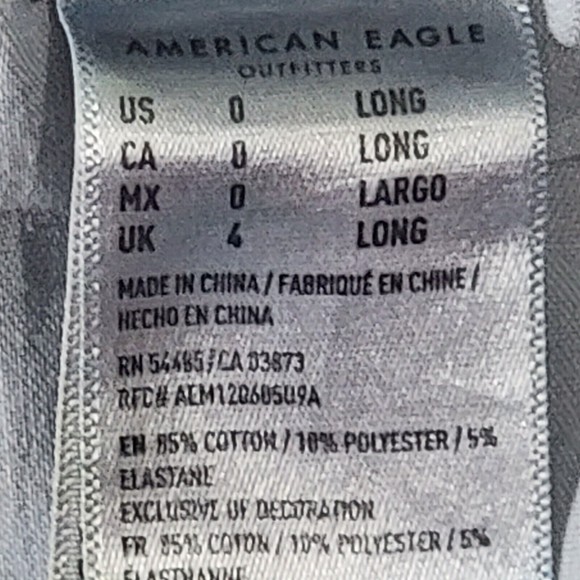 AMERICAN EAGLE
OUTFITTERS
US 0 LONG
CA 0 LONG
MX 0 LARGO
UK 4 LONG
MADE IN CHINA / FABRIQUÉ EN CHINE /
HECHO EN CHINA
RN 54485 / CA 03873
RFC# AEM120605U9A
EN 85% COTTON / 10% POLYESTER / 5%
ELASTANE
EXCLUSIVE OF DECORATION
FR 85% COTON / 10% POLYESTER / 5%
ELASTHANNE